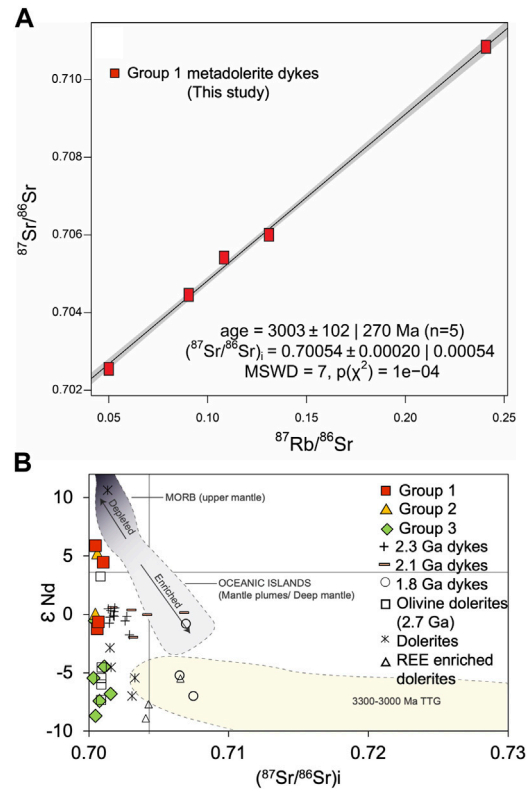 A
0.710
0.708
0.706
0.704
0.702
87Sr/86Sr
Group 1 metadolerite dykes
(This study)
age = 3003 ± 102 | 270 Ma (n=5)
(87Sr/86Sr)i = 0.70054 ± 0.00020 | 0.00054
MSWD = 7, p(χ2) = 1e−04
0.05 0.10 0.15 0.20 0.25
87Rb/86Sr
B
10
5
0
-5
-10
Ɛ Nd
MORB (upper mantle)
Depleted
Enriched
OCEANIC ISLANDS
(Mantle plumes/ Deep mantle)
Group 1
Group 2
Group 3
2.3 Ga dykes
2.1 Ga dykes
1.8 Ga dykes
Olivine dolerites
(2.7 Ga)
Dolerites
REE enriched
dolerites
3300-3000 Ma TTG
0.70 0.71 0.72 0.73
(87Sr/86Sr)i